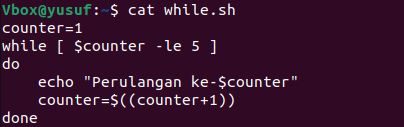 Vbox@yusuf:~$ cat while.sh
counter=1
while [ $counter -le 5 ]
do
    echo "Perulangan ke-$counter"
    counter=$((counter+1))
done